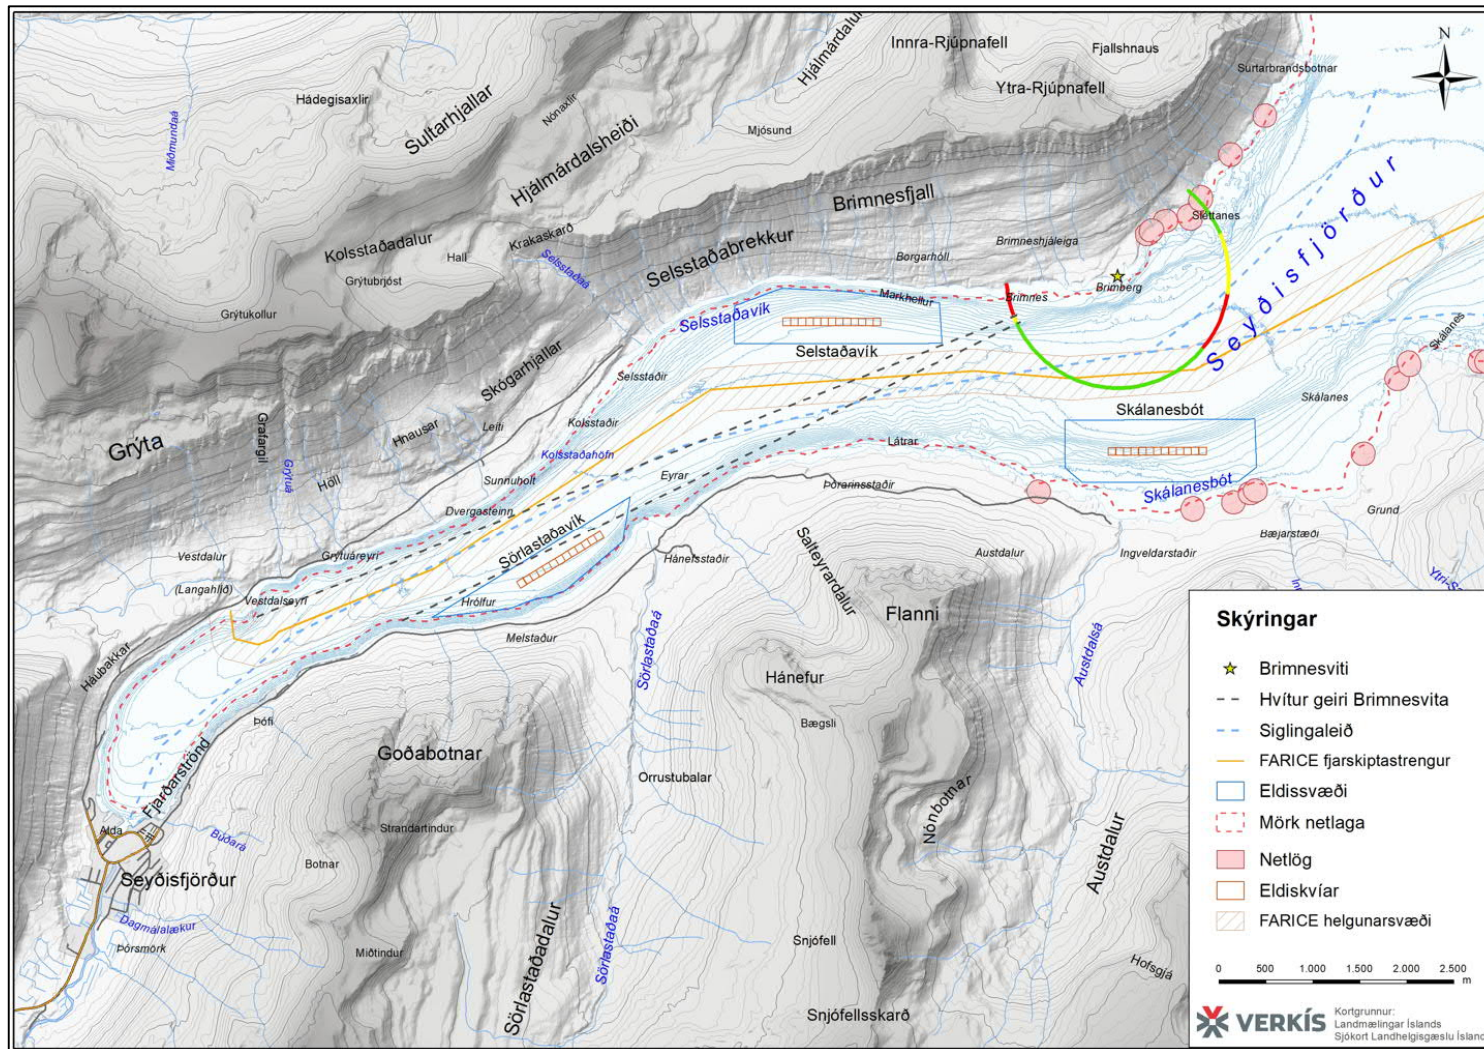 Innra-Rjúpnafell
Fjallshnaus
N
Surtarbrandsbotnar
Hjálmárdalur
Hádegisaxlir
Sultarhjallar
Nónaxlir
Ytra-Rjúpnafell
Miðmundaá
Hjálmárdalsheiði
Mjósund
Brimnesfjall
Sléttanes
Seyðisfjörður
Kolsstaðadalur
Hall
Krakaskarð
Selsstaðabrekkur
Borgarhóll
Brimneshjáleiga
Grýtubrjóst
Selsstaðaá
Brimberg
Markhellur
Brimnes
Grýtukollur
Selsstaðavík
Skálanes
Selstaðavík
Skógarhjallar
Selsstaðir
Skálanes
Skálanesbót
Grýta
Grafargil
Hnausar
Leiti
Kolsstaðir
Látrar
Kolsstaðahöfn
Grýtuá
Höll
Sunnuholt
Eyrar
Þórarinsstaðir
Skálanesbót
Dvergasteinn
Grund
Sörlastaðavík
Vestdalur
Grýtuáreyri
Hánefsstaðir
Salteyrardalur
Austdalur
Ingveldarstaðir
Bæjarstæði
(Langahlíð)
Vestdalseyri
Hrólfur
Flanni
Melstaður
Sörlastaðaá
Austdalsá
Háubakkar
Hánefur
Þófi
Bægsli
Goðabotnar
Fjarðarströnd
Orrustubalar
Nónbotnar
Alda
Búðará
Strandartindur
Botnar
Austdalur
Seyðisfjörður
Dagmálalækur
Þórsmörk
Miðtindur
Sörlastaðadalur
Sörlastaðaá
Snjófell
Hofsgjá
Snjófellsskarð
Skýringar
Brimnesviti
Hvítur geiri Brimnesvita
Siglingaleið
FARICE fjarskiptastrengur
Eldissvæði
Mörk netlaga
Netlög
Eldiskvíar
FARICE helgunarsvæði
0 500 1.000 1.500 2.000 2.500
m
VERKÍS
Kortgrunnur:
Landmælingar Íslands
Sjókort Landhelgisgæslu Íslan